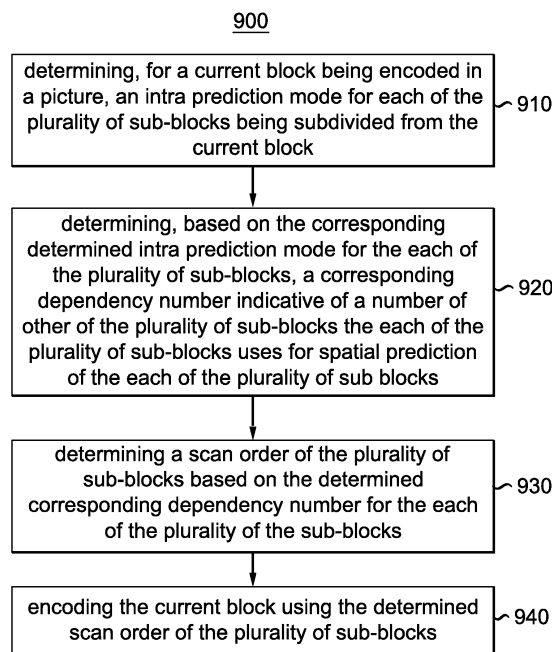 900
determining, for a current block being encoded in
a picture, an intra prediction mode for each of the
plurality of sub-blocks being subdivided from the
current block
910
determining, based on the corresponding
determined intra prediction mode for the each of
the plurality of sub-blocks, a corresponding
dependency number indicative of a number of
other of the plurality of sub-blocks the each of the
plurality of sub-blocks uses for spatial prediction
of the each of the plurality of sub blocks
920
determining a scan order of the plurality of
sub-blocks based on the determined
corresponding dependency number for the each
of the plurality of the sub-blocks
930
encoding the current block using the determined
scan order of the plurality of sub-blocks
940